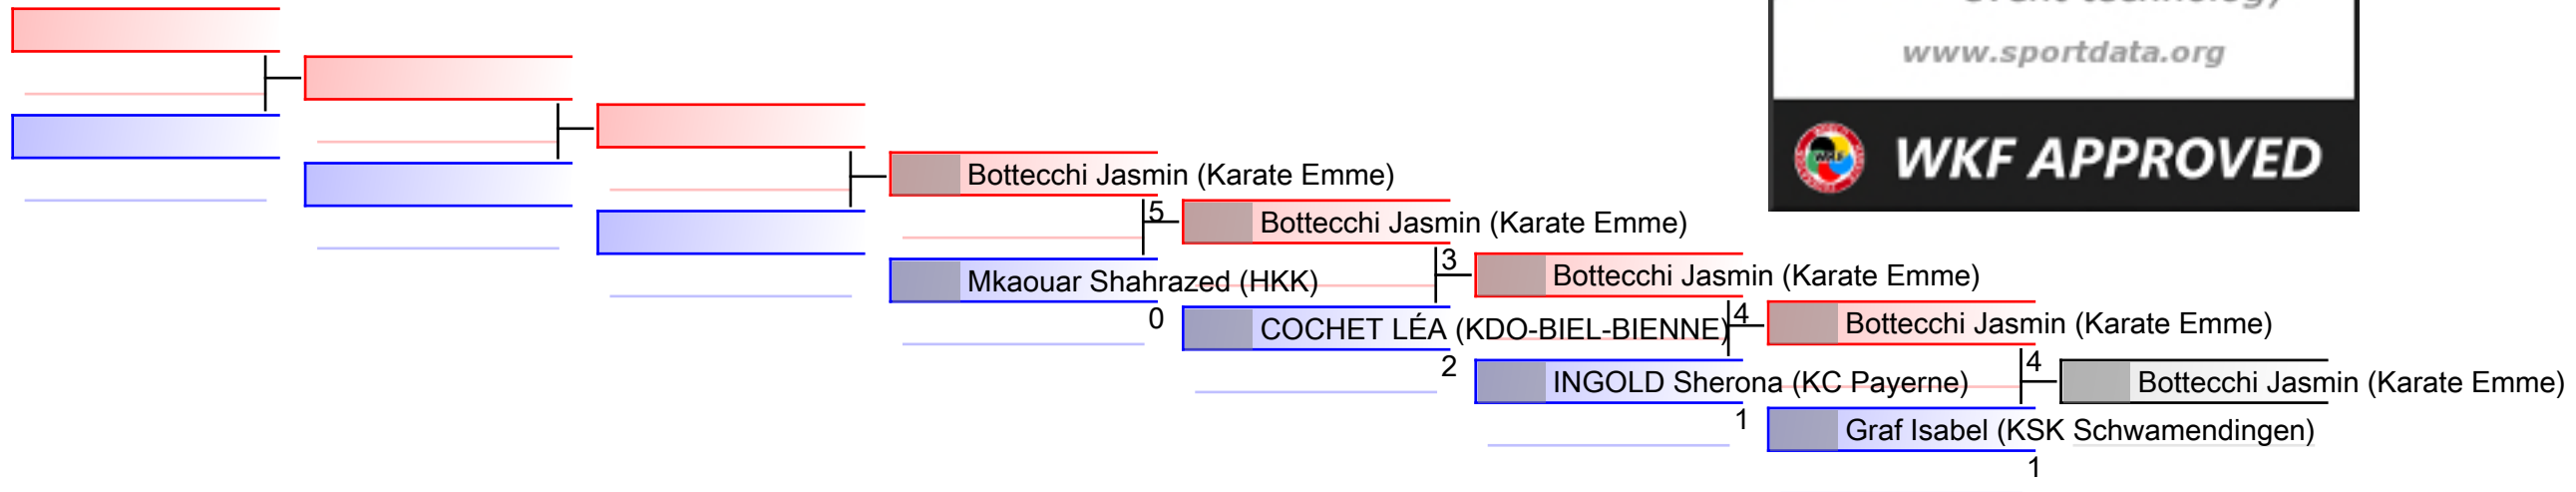 www.sportdata.org
WKF APPROVED
Bottecchi Jasmin (Karate Emme)
5
Bottecchi Jasmin (Karate Emme)
3
Mkaouar Shahrazed (HKK)
0
Bottecchi Jasmin (Karate Emme)
4
COCHET LÉA (KDO-BIEL-BIENNE)
2
Bottecchi Jasmin (Karate Emme)
4
INGOLD Sherona (KC Payerne)
1
Bottecchi Jasmin (Karate Emme)
Graf Isabel (KSK Schwamendingen)
1